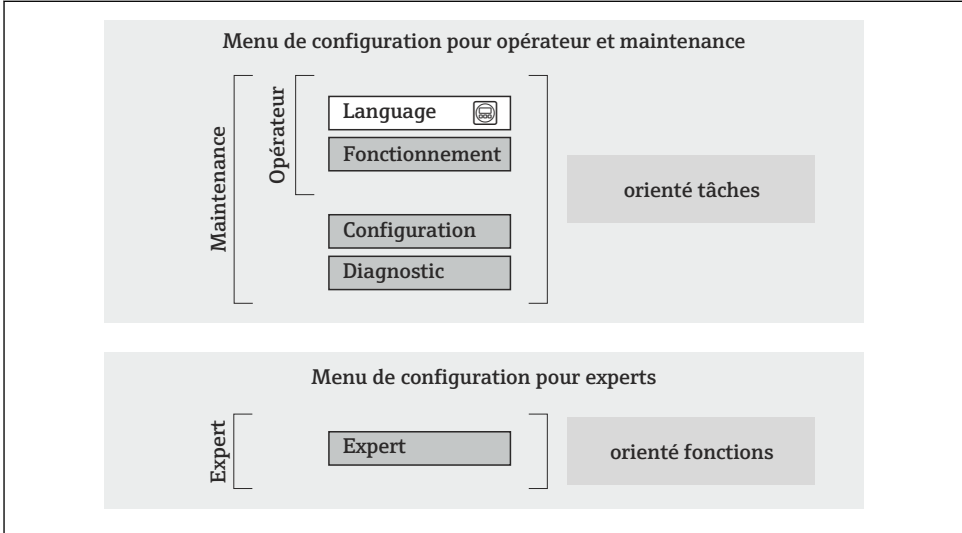 Menu de configuration pour opérateur et maintenance
Maintenance
Opérateur
Language
Fonctionnement
Configuration
Diagnostic
orienté tâches
Menu de configuration pour experts
Expert
Expert
orienté fonctions